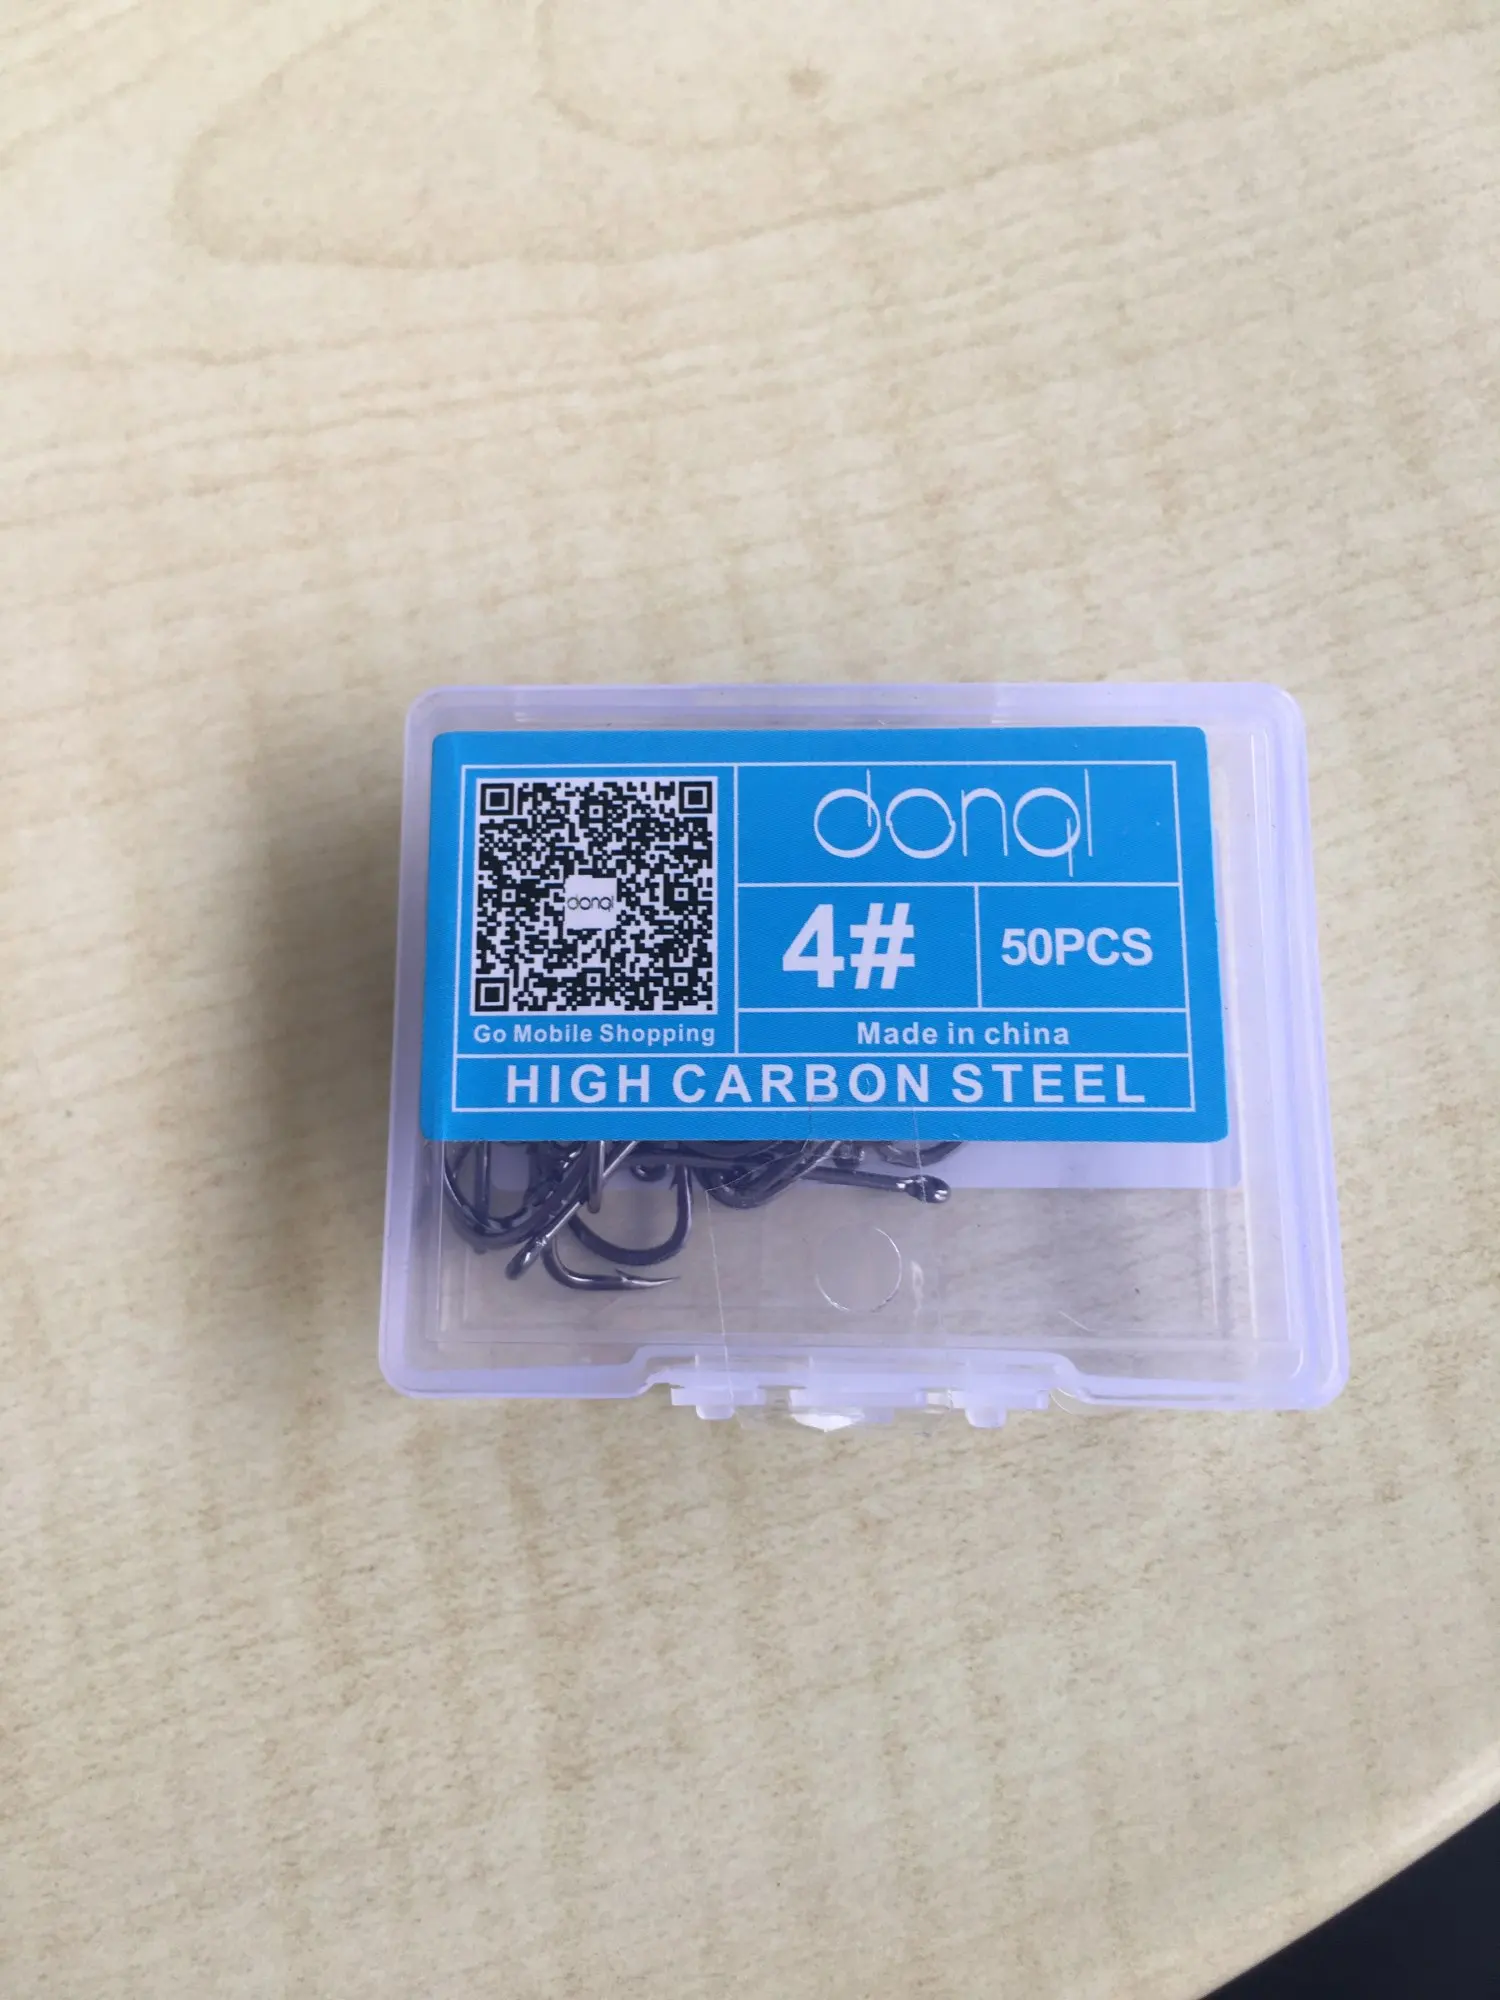 donql
donql
4#
50PCS
Go Mobile Shopping
Made in china
HIGH CARBON STEEL